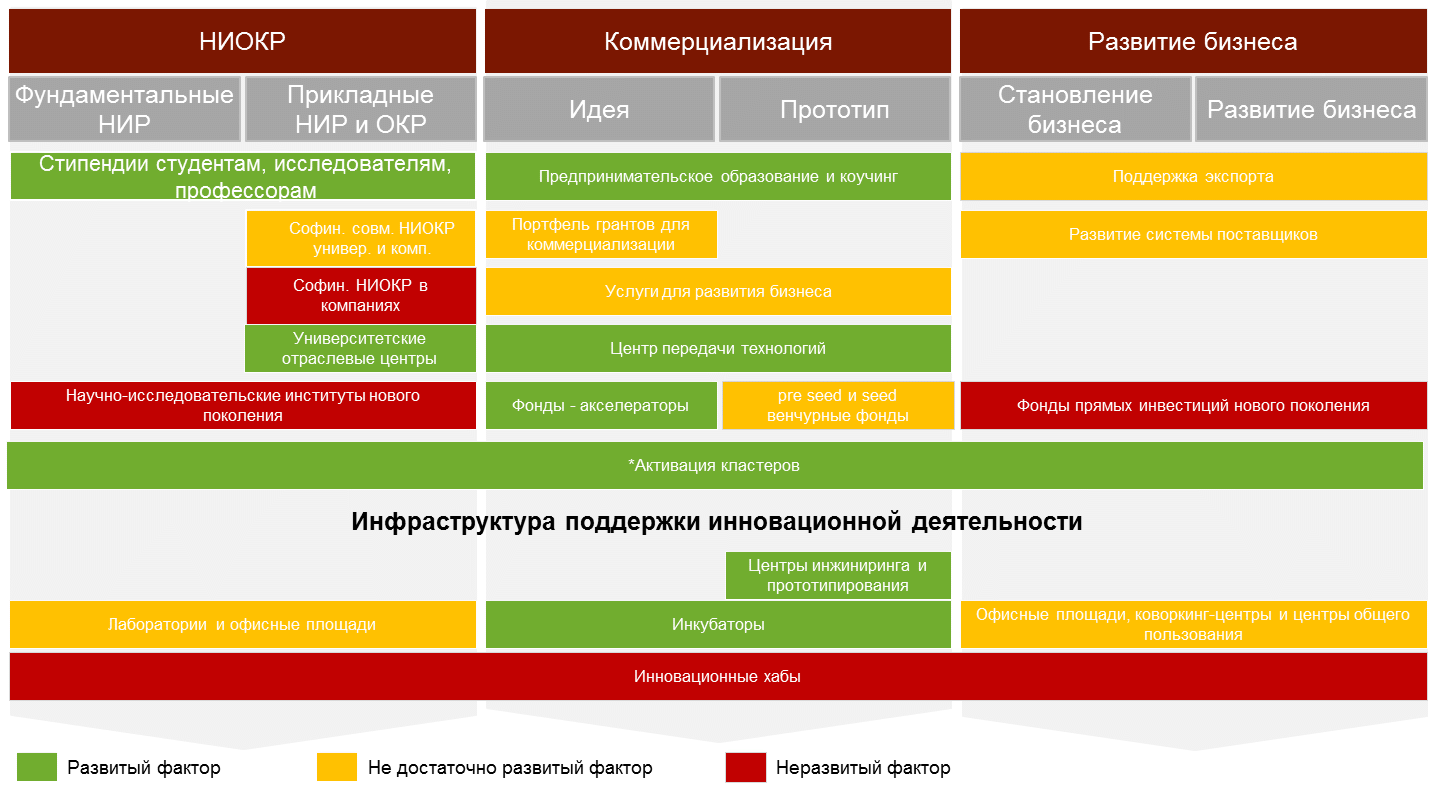 НИОКР
Коммерциализация
Развитие бизнеса
Фундаментальные
НИР
Прикладные
НИР и ОКР
Идея
Прототип
Становление
бизнеса
Развитие бизнеса
Стипендии студентам, исследователям,
профессорам
Предпринимательское образование и коучинг
Поддержка экспорта
Софин. совм. НИОКР
универ. и комп.
Портфель грантов для
коммерциализации
Развитие системы поставщиков
Софин. НИОКР в
компаниях
Услуги для развития бизнеса
Университетские
отраслевые центры
Центр передачи технологий
Научно-исследовательские институты нового
поколения
Фонды - акселераторы
pre seed и seed
венчурные фонды
Фонды прямых инвестиций нового поколения
*Активация кластеров
Инфраструктура поддержки инновационной деятельности
Центры инжиниринга и
прототипирования
Лаборатории и офисные площади
Инкубаторы
Офисные площади, коворкинг-центры и центры общего
пользования
Инновационные хабы
Развитый фактор
Не достаточно развитый фактор
Неразвитый фактор